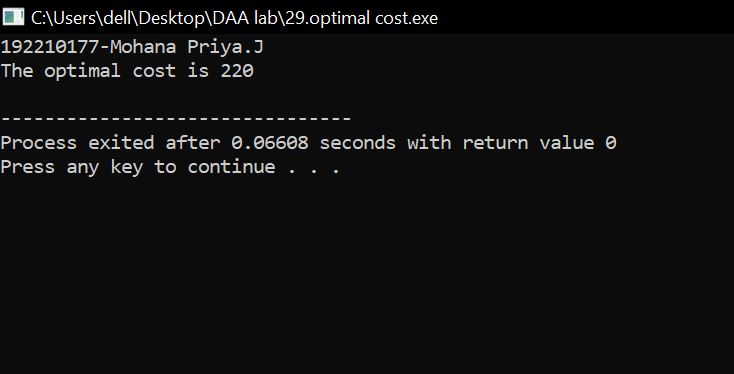 C:\Users\dell\Desktop\DAA lab\29.optimal cost.exe
192210177-Mohana Priya.J
The optimal cost is 220
--------------------------------
Process exited after 0.06608 seconds with return value 0
Press any key to continue . . .